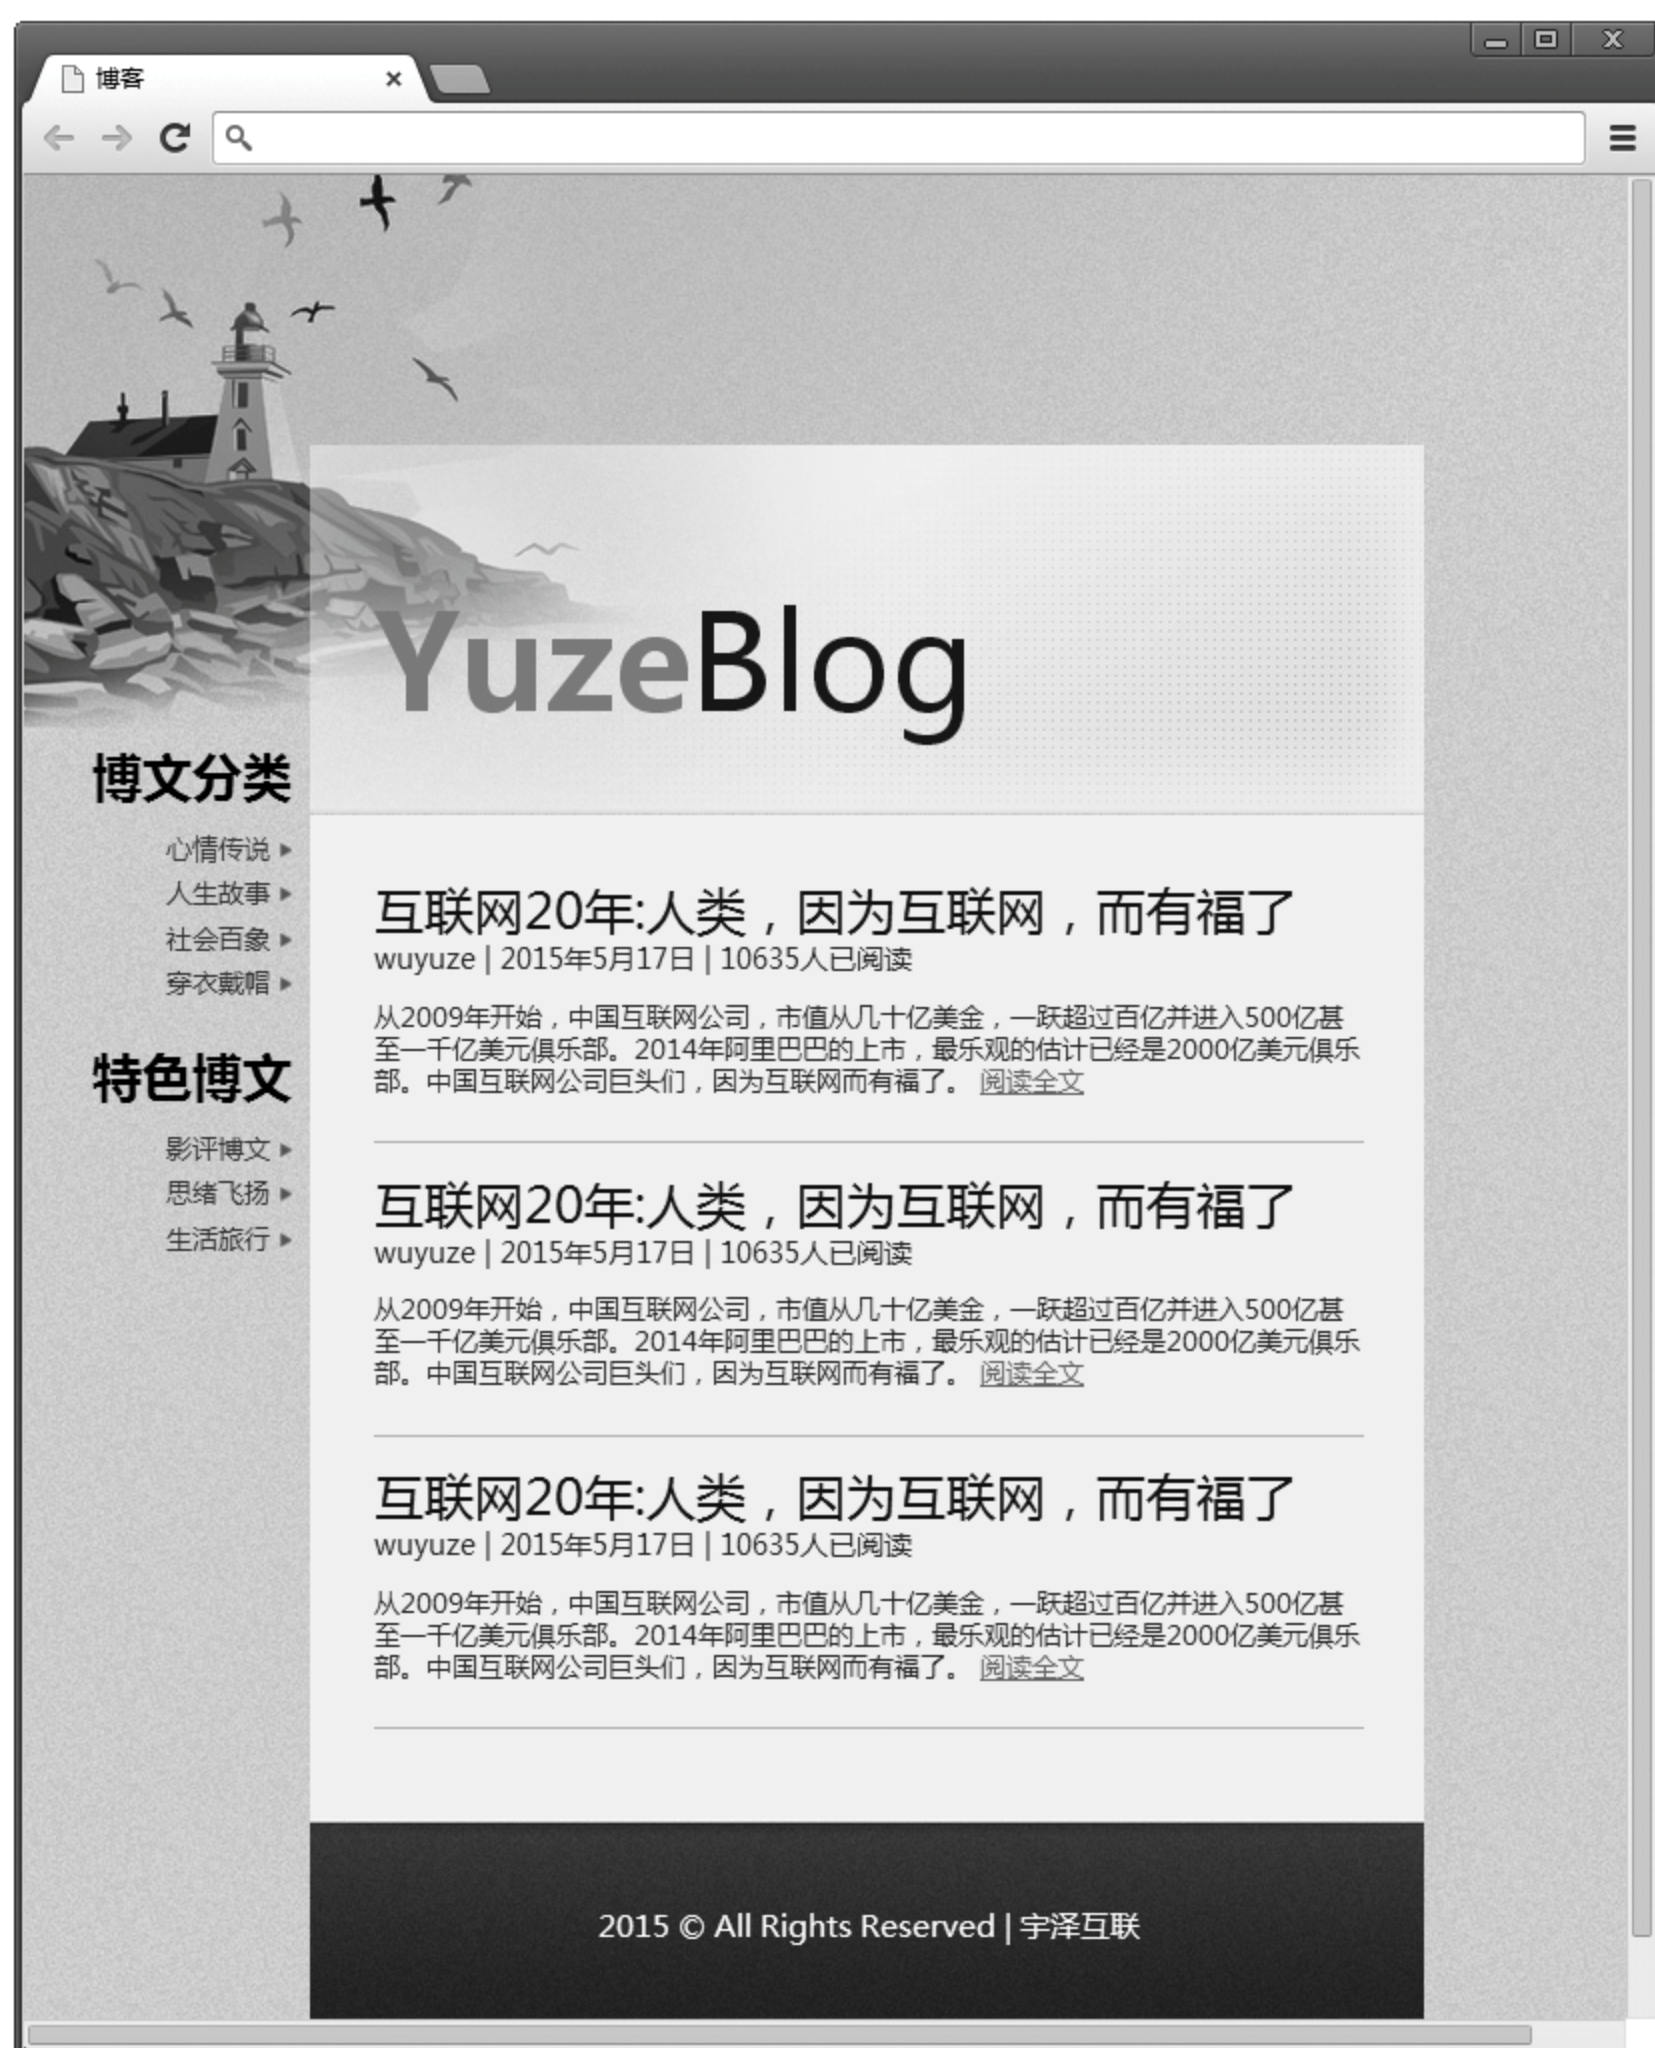 博客
YuzeBlog
博文分类
心情传说
人生故事
社会百象
穿衣戴帽
特色博文
影评博文
思绪飞扬
生活旅行
互联网20年:人类，因为互联网，而有福了
wuyuze | 2015年5月17日 | 10635人已阅读
从2009年开始，中国互联网公司，市值从几十亿美金，一跃超过百亿并进入500亿甚
至一千亿美元俱乐部。2014年阿里巴巴的上市，最乐观的估计已经是2000亿美元俱乐
部。中国互联网公司巨头们，因为互联网而有福了。 阅读全文
互联网20年:人类，因为互联网，而有福了
wuyuze | 2015年5月17日 | 10635人已阅读
从2009年开始，中国互联网公司，市值从几十亿美金，一跃超过百亿并进入500亿甚
至一千亿美元俱乐部。2014年阿里巴巴的上市，最乐观的估计已经是2000亿美元俱乐
部。中国互联网公司巨头们，因为互联网而有福了。 阅读全文
互联网20年:人类，因为互联网，而有福了
wuyuze | 2015年5月17日 | 10635人已阅读
从2009年开始，中国互联网公司，市值从几十亿美金，一跃超过百亿并进入500亿甚
至一千亿美元俱乐部。2014年阿里巴巴的上市，最乐观的估计已经是2000亿美元俱乐
部。中国互联网公司巨头们，因为互联网而有福了。 阅读全文
2015 © All Rights Reserved | 宇泽互联